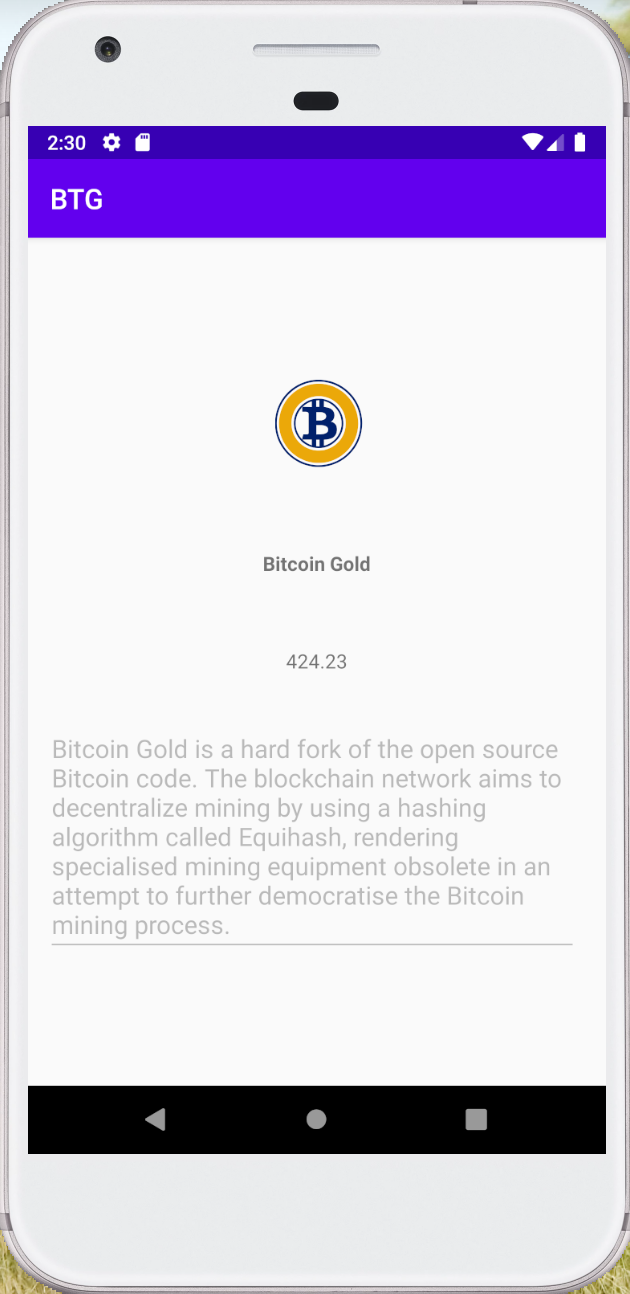 2:30
BTG
Bitcoin Gold
424.23
Bitcoin Gold is a hard fork of the open source
Bitcoin code. The blockchain network aims to
decentralize mining by using a hashing
algorithm called Equihash, rendering
specialised mining equipment obsolete in an
attempt to further democratise the Bitcoin
mining process.